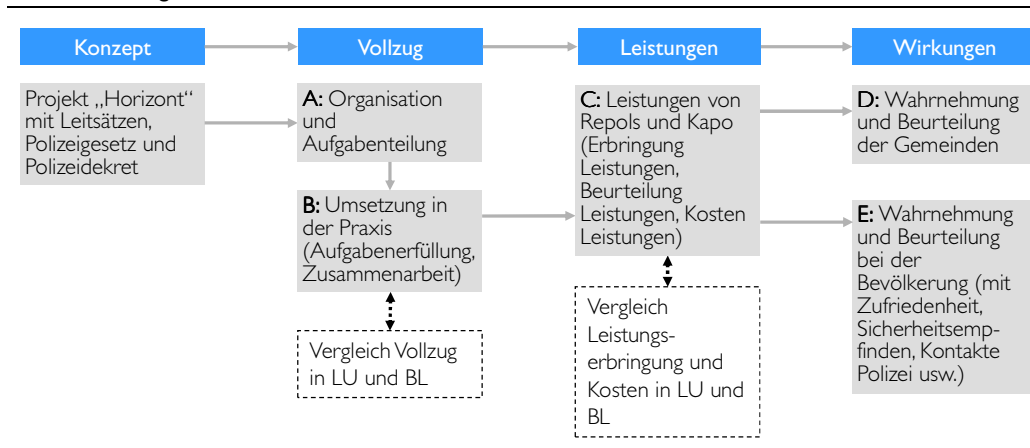 Konzept
Vollzug
Leistungen
Wirkungen
Projekt „Horizont“
mit Leitsätzen,
Polizeigesetz und
Polizeidekret
A: Organisation
und
Aufgabenteilung
B: Umsetzung in
der Praxis
(Aufgabenerfüllung,
Zusammenarbeit)
Vergleich Vollzug
in LU und BL
C: Leistungen von
Repols und Kapo
(Erbringung
Leistungen,
Beurteilung
Leistungen, Kosten
Leistungen)
Vergleich
Leistungs-
erbringung und
Kosten in LU und
BL
D: Wahrnehmung
und Beurteilung
der Gemeinden
E: Wahrnehmung
und Beurteilung
bei der
Bevölkerung (mit
Zufriedenheit,
Sicherheitsemp-
finden, Kontakte
Polizei usw.)